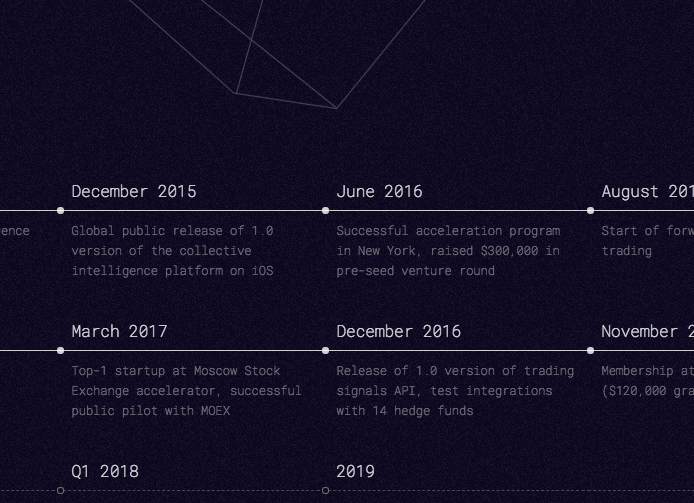 December 2015
June 2016
August 201
ence
Global public release of 1.0
version of the collective
intelligence platform on iOS
Successful acceleration program
in New York, raised $300,000 in
pre-seed venture round
Start of forw
trading
March 2017
December 2016
November 2
Top-1 startup at Moscow Stock
Exchange accelerator, successful
public pilot with MOEX
Release of 1.0 version of trading
signals API, test integrations
with 14 hedge funds
Membership at
($120,000 gra
Q1 2018
2019